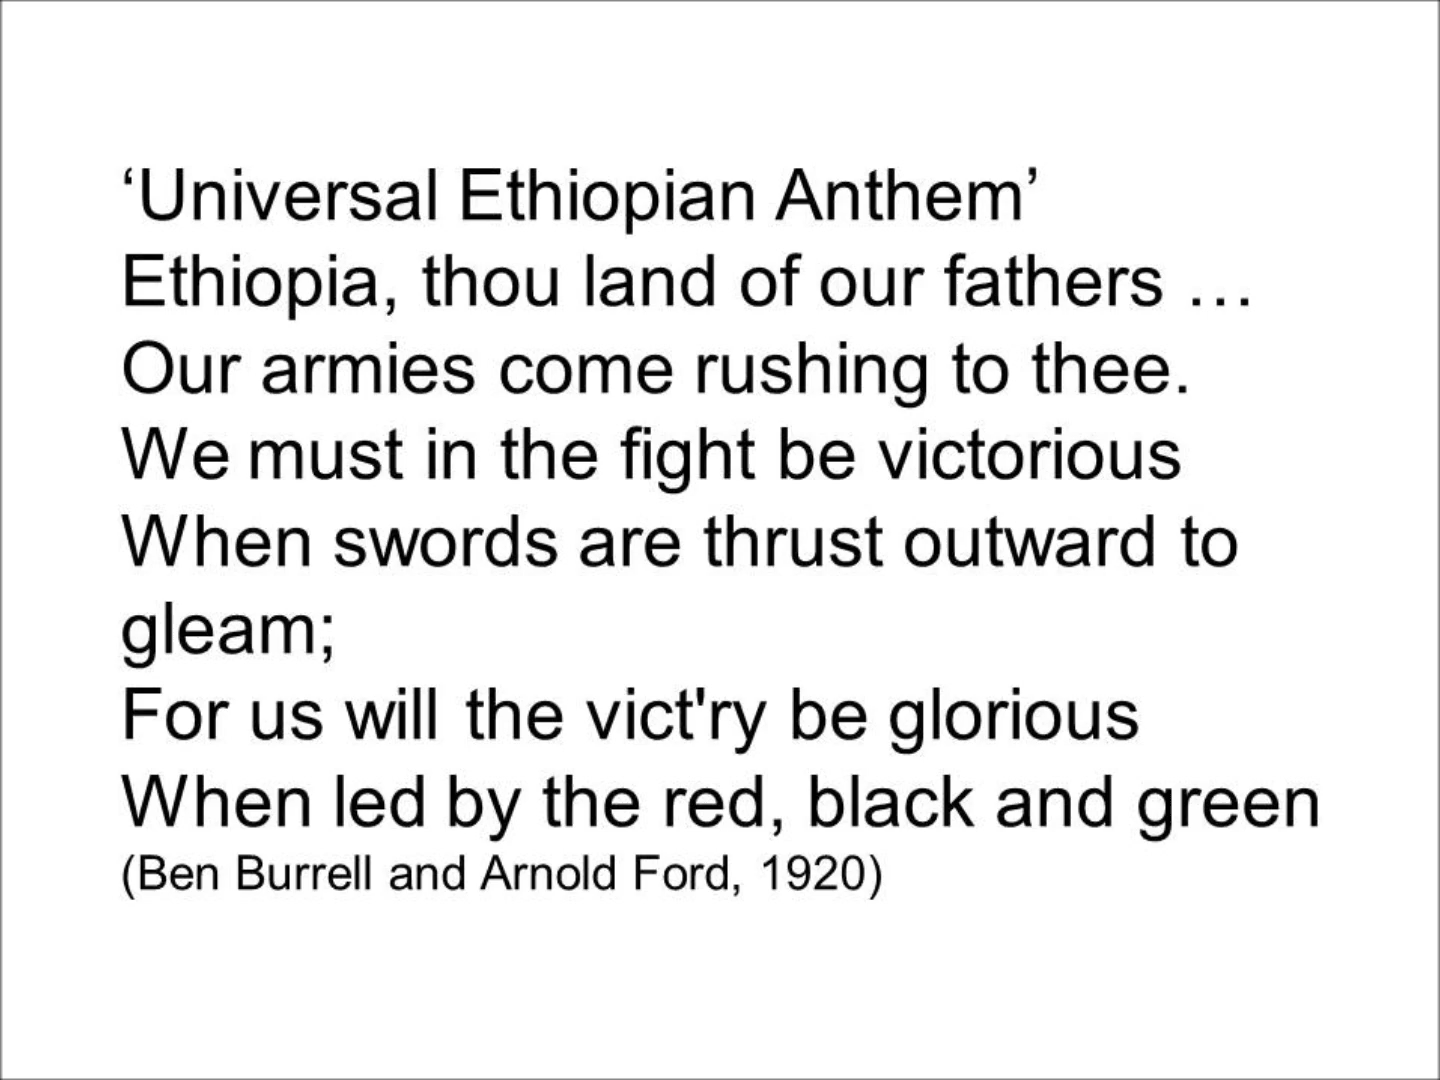 ‘Universal Ethiopian Anthem’
Ethiopia, thou land of our fathers …
Our armies come rushing to thee.
We must in the fight be victorious
When swords are thrust outward to
gleam;
For us will the vict'ry be glorious
When led by the red, black and green
(Ben Burrell and Arnold Ford, 1920)